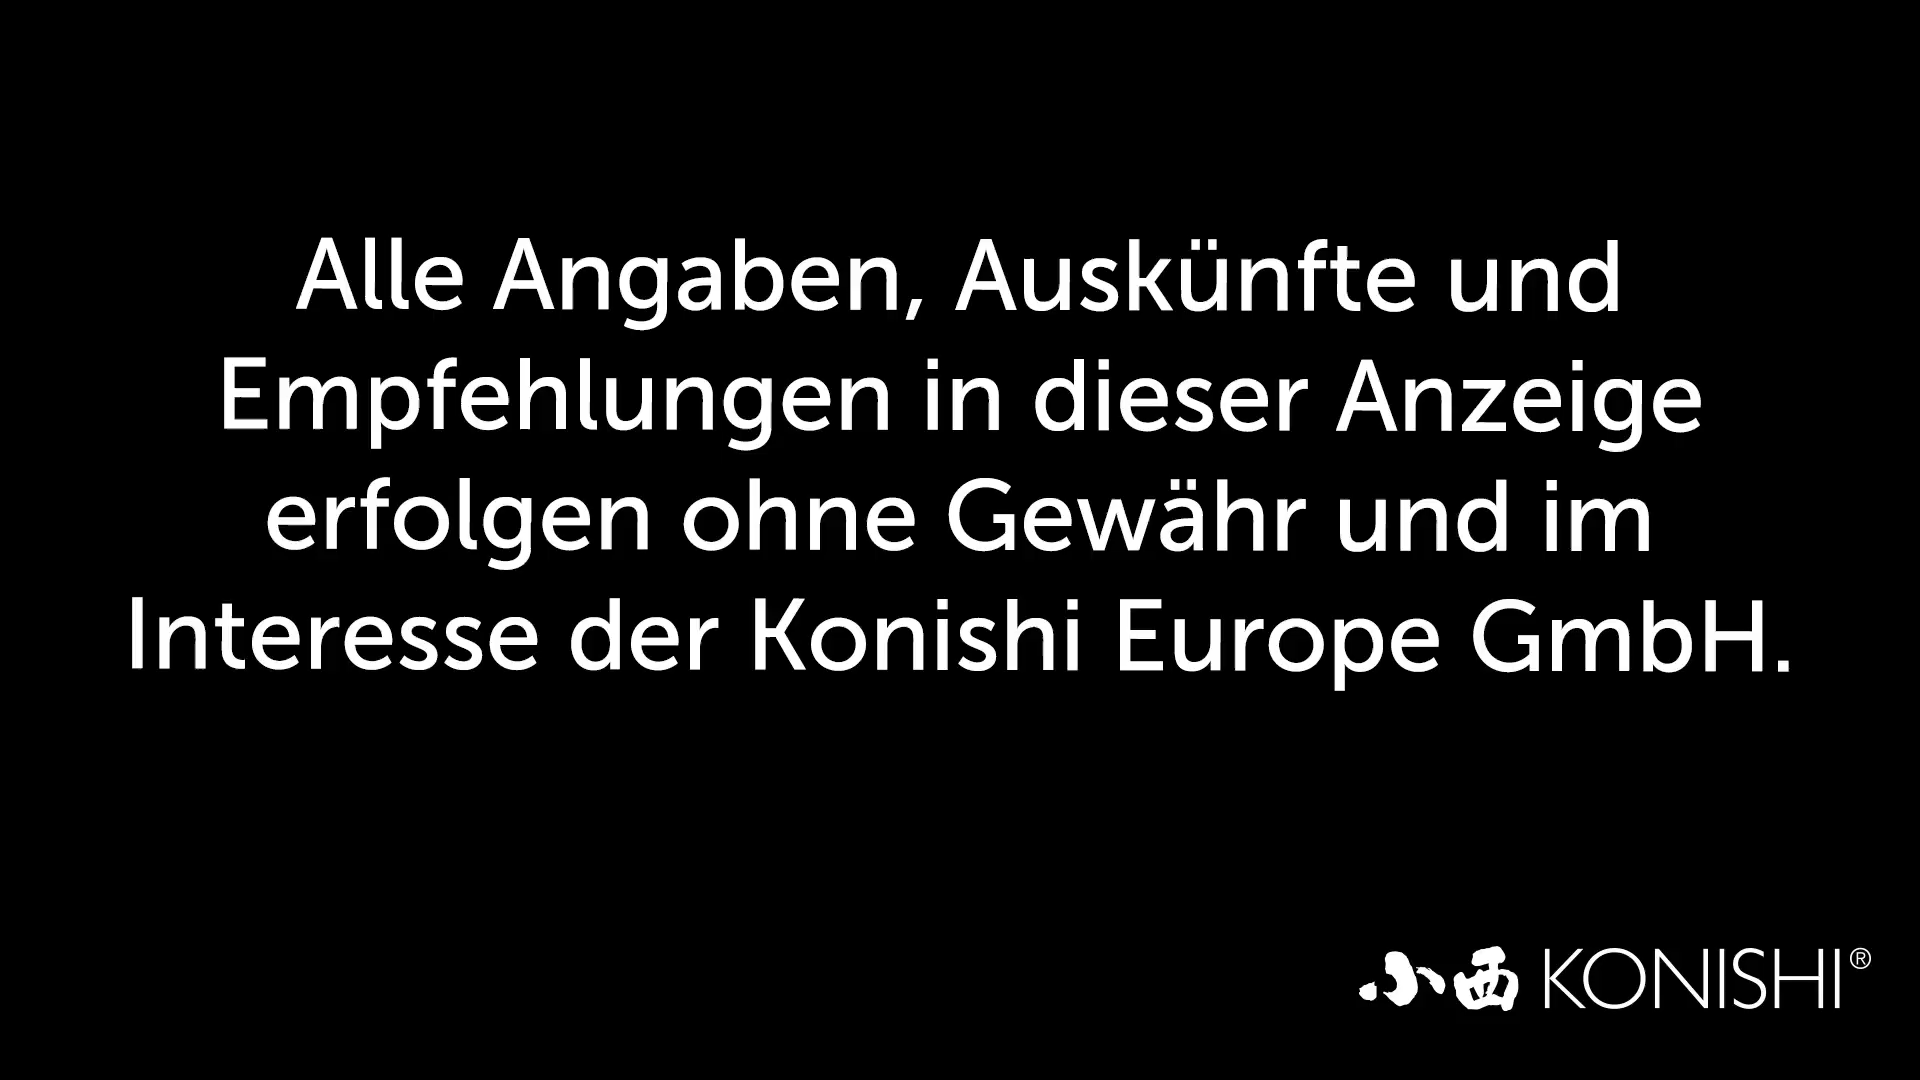 Alle Angaben, Auskünfte und
Empfehlungen in dieser Anzeige
erfolgen ohne Gewähr und im
Interesse der Konishi Europe GmbH.
小西 KONISHI®